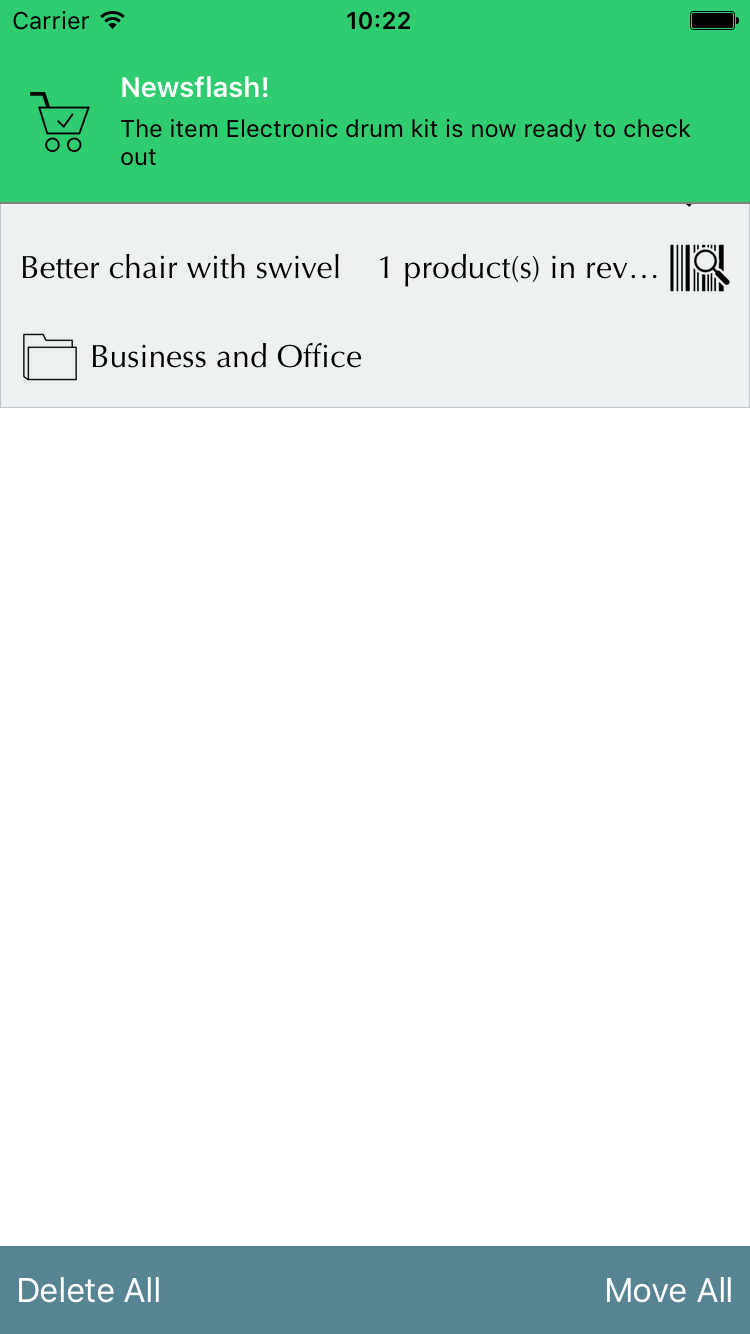 Carrier 10:22
Newsflash!
The item Electronic drum kit is now ready to check
out
Better chair with swivel 1 product(s) in rev…
Business and Office
Delete All Move All